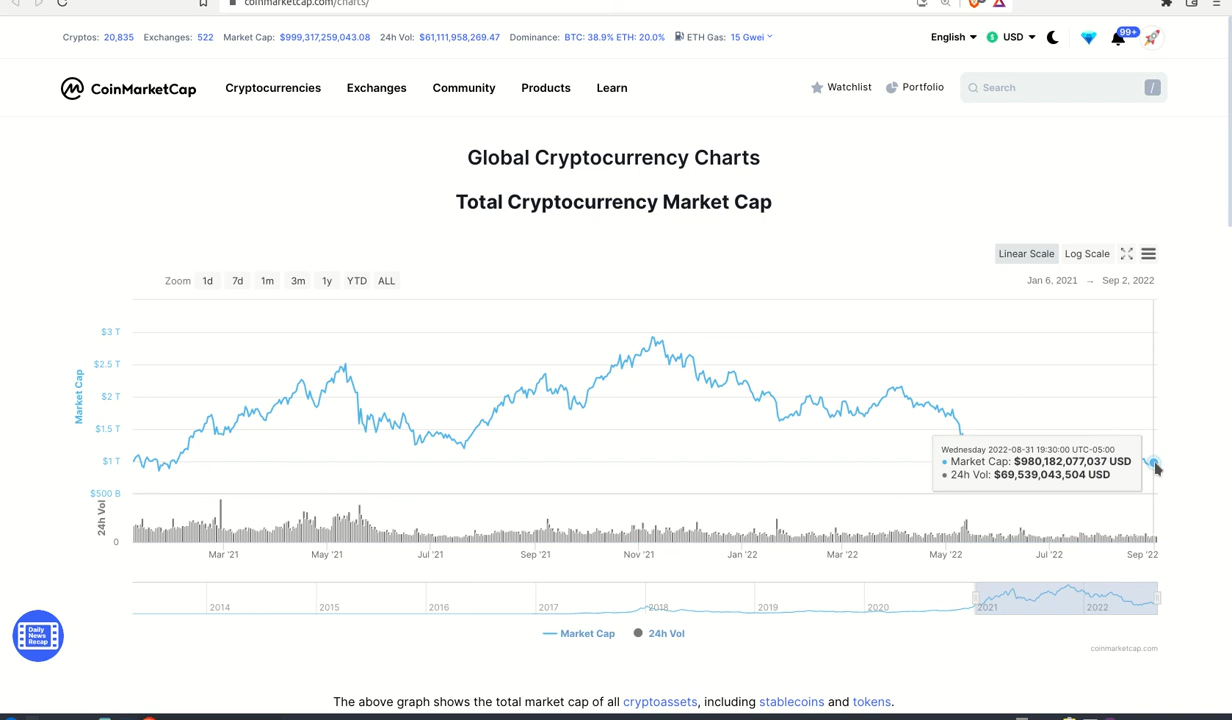 coinmarketcap.com/charts/
Cryptos: 20,835 Exchanges: 522 Market Cap: $999,317,259,043.08 24h Vol: $61,111,958,269.47 Dominance: BTC: 38.9% ETH: 20.0% ETH Gas: 15 Gwei English USD 99+
CoinMarketCap Cryptocurrencies Exchanges Community Products Learn Watchlist Portfolio Search /
Global Cryptocurrency Charts
Total Cryptocurrency Market Cap
Linear Scale Log Scale
Zoom 1d 7d 1m 3m 1y YTD ALL Jan 6, 2021 → Sep 2, 2022
$3 T
$2.5 T
$2 T
$1.5 T
$1 T
$500 B
0
Market Cap
24h Vol
Wednesday 2022-08-31 19:30:00 UTC-05:00
Market Cap: $980,182,077,037 USD
24h Vol: $69,539,043,504 USD
Mar '21 May '21 Jul '21 Sep '21 Nov '21 Jan '22 Mar '22 May '22 Jul '22 Sep '22
2014 2015 2016 2017 2018 2019 2020 2021 2022
Daily
News
Recap
Market Cap 24h Vol
coinmarketcap.com
The above graph shows the total market cap of all cryptoassets, including stablecoins and tokens.